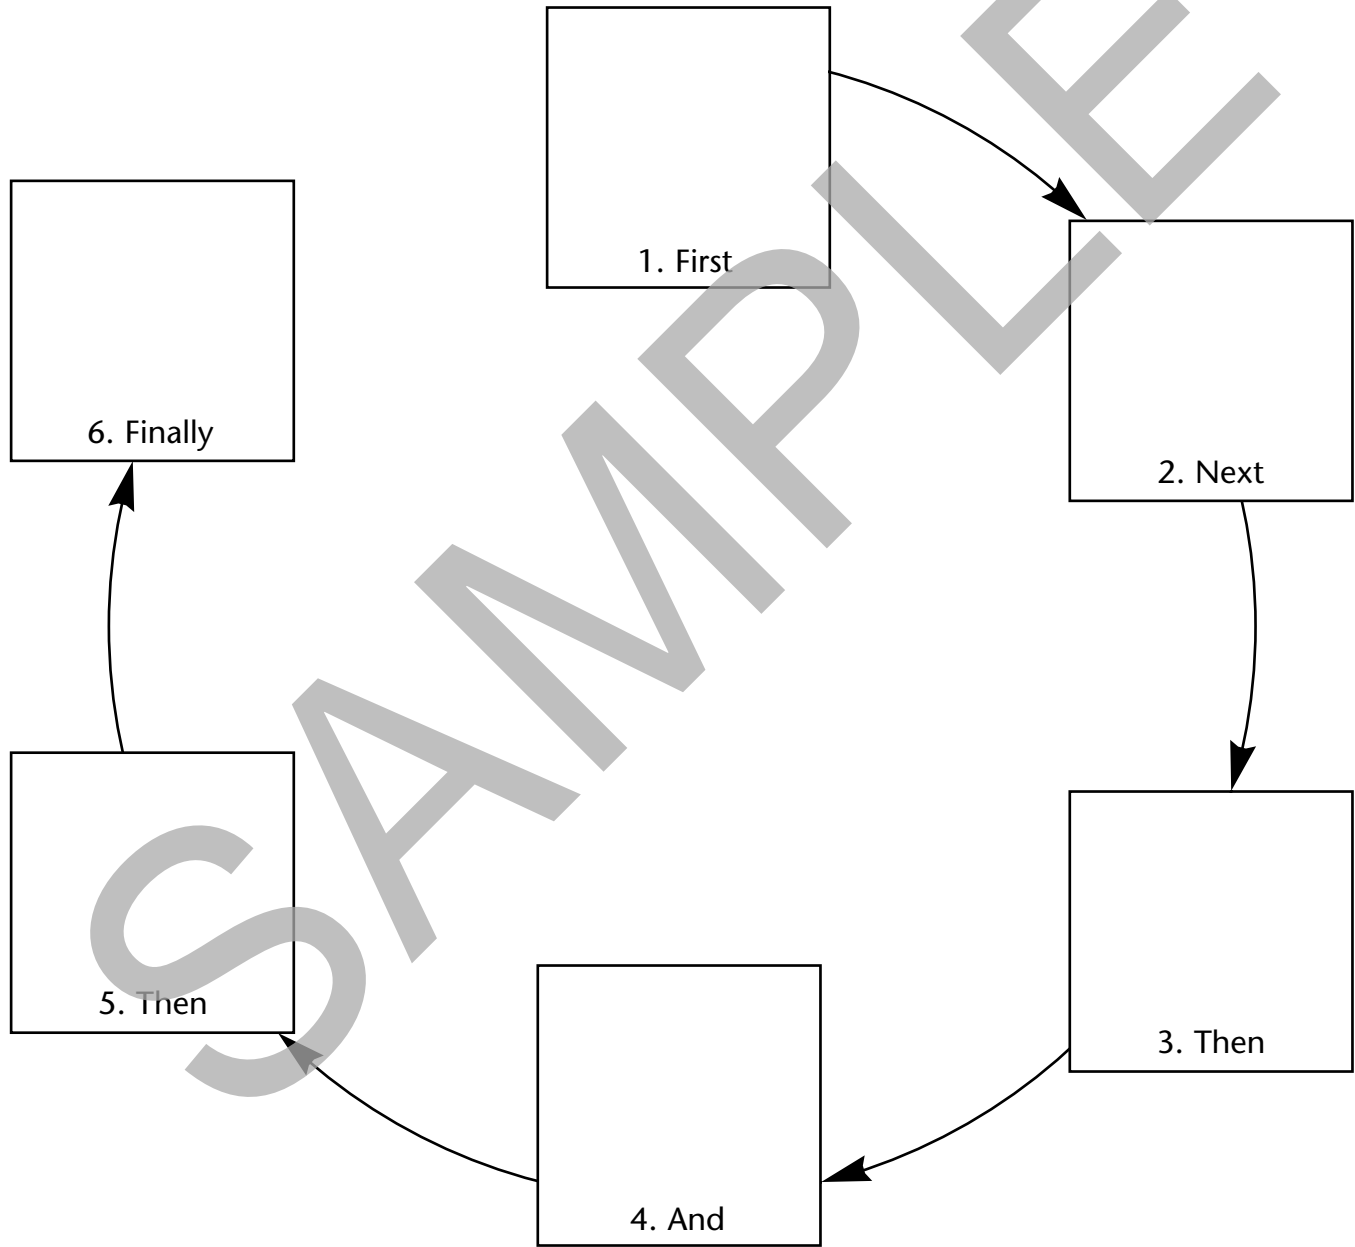 1. First
2. Next
3. Then
4. And
5. Then
6. Finally
SAMPLE